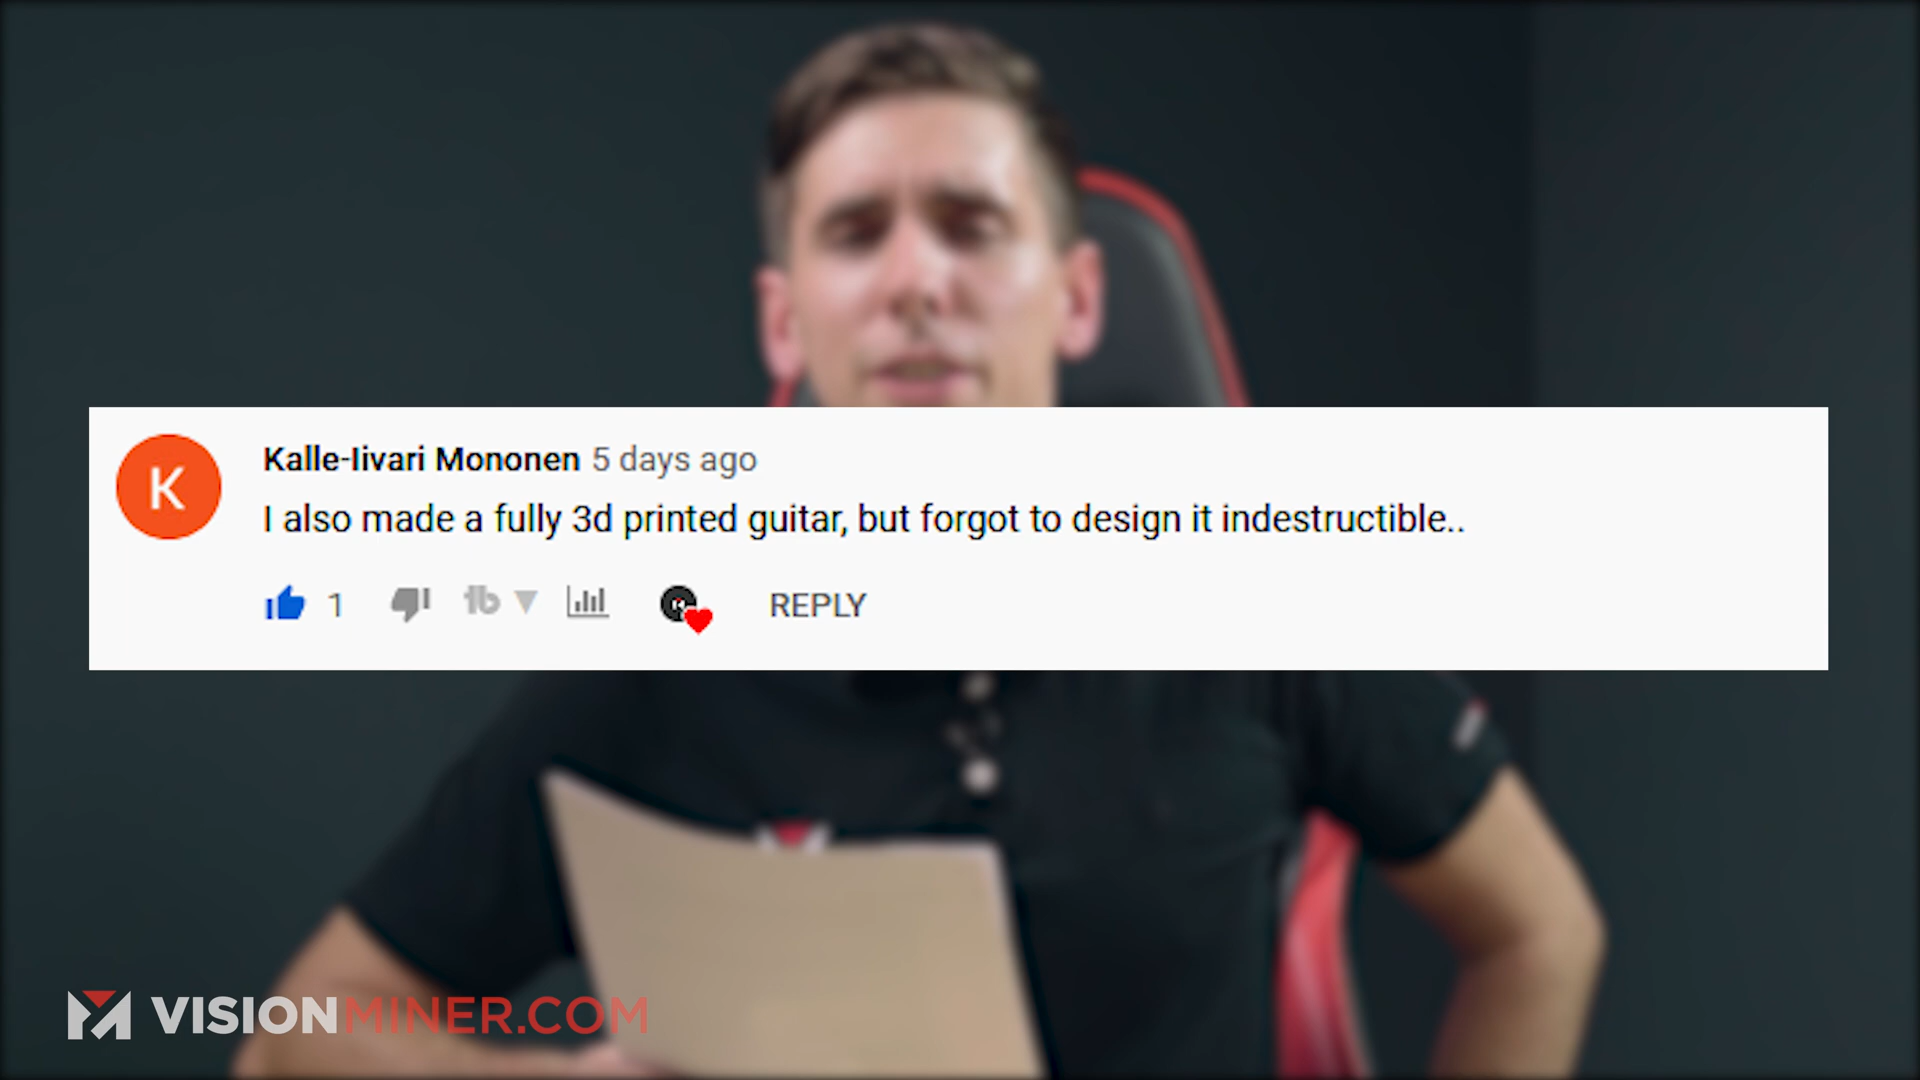 K
Kalle-Iivari Mononen 5 days ago
I also made a fully 3d printed guitar, but forgot to design it indestructible..
1
REPLY
VISIONMINER.COM